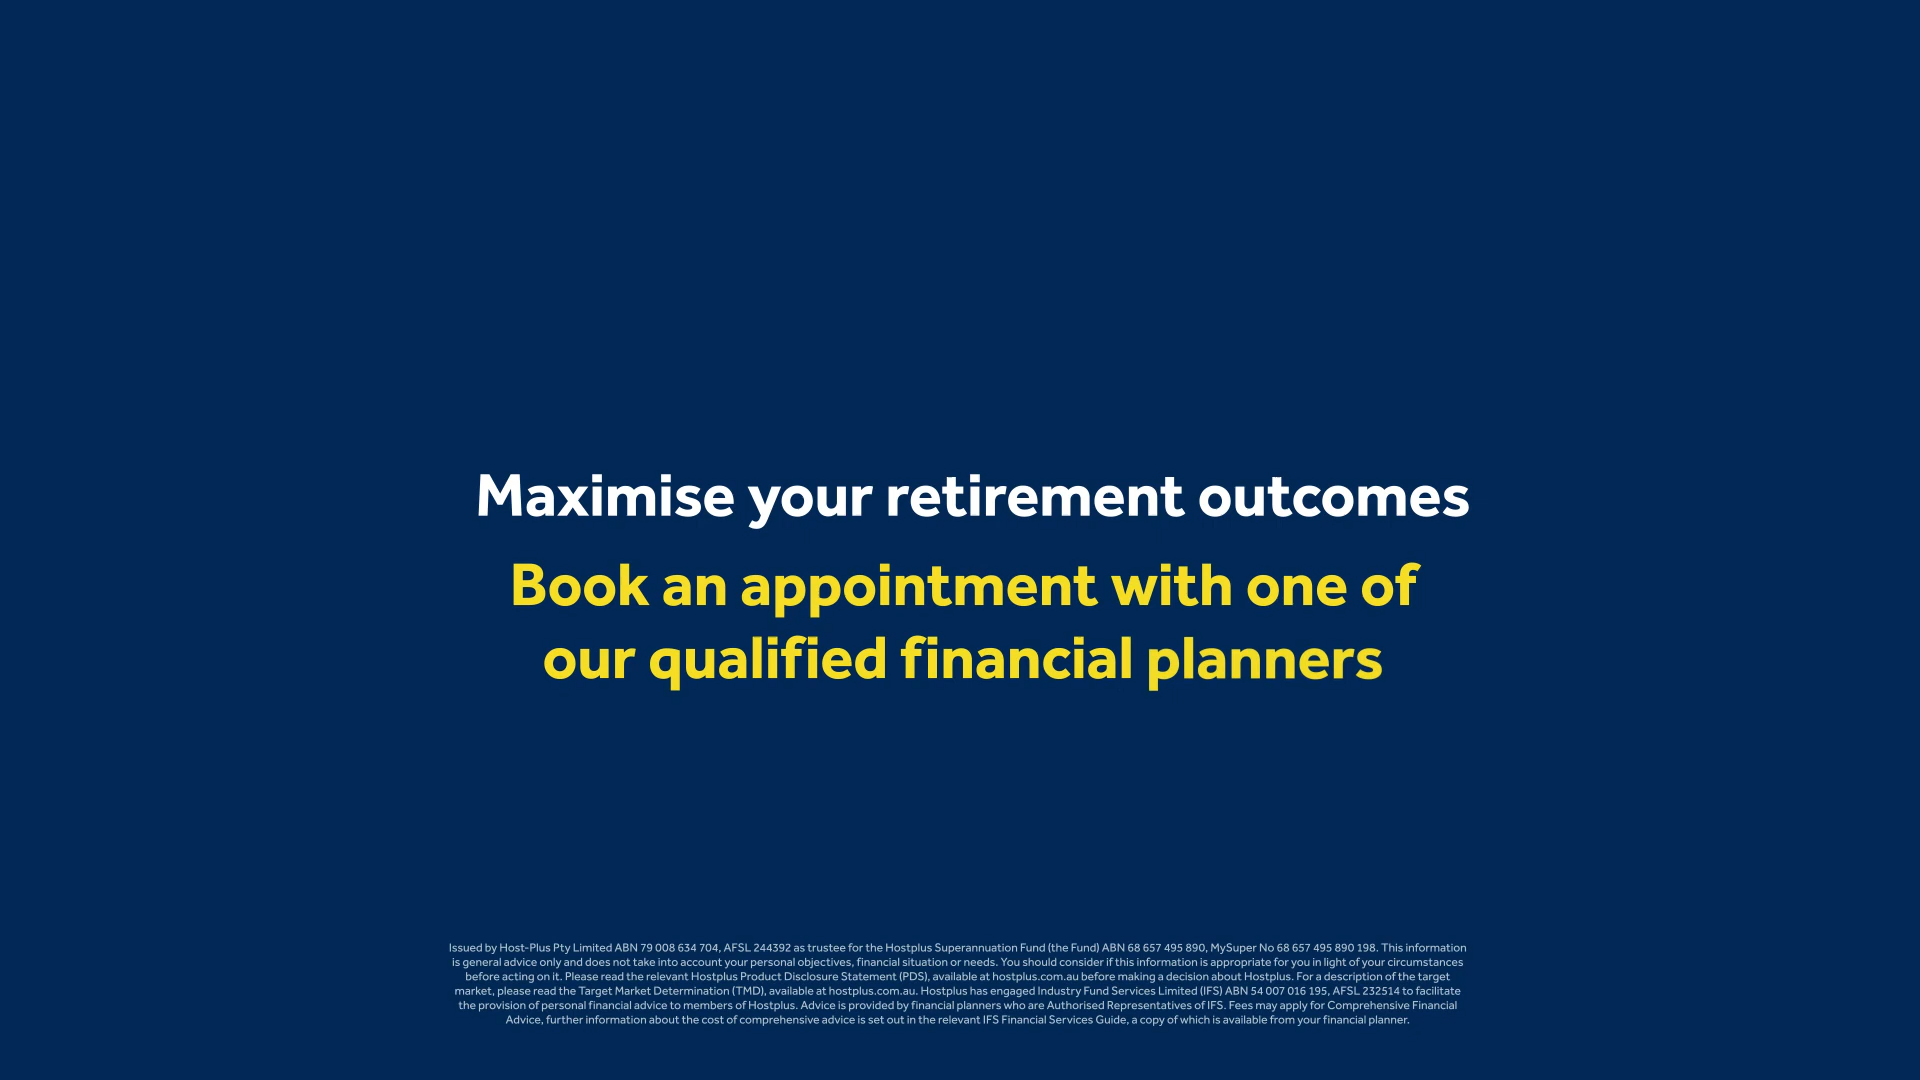 Maximise your retirement outcomes
Book an appointment with one of
our qualified financial planners
Issued by Host-Plus Pty Limited ABN 79 008 634 704, AFSL 244392 as trustee for the Hostplus Superannuation Fund (the Fund) ABN 68 657 495 890, MySuper No 68 657 495 890 198. This information
is general advice only and does not take into account your personal objectives, financial situation or needs. You should consider if this information is appropriate for you in light of your circumstances
before acting on it. Please read the relevant Hostplus Product Disclosure Statement (PDS), available at hostplus.com.au before making a decision about Hostplus. For a description of the target
market, please read the Target Market Determination (TMD), available at hostplus.com.au. Hostplus has engaged Industry Fund Services Limited (IFS) ABN 54 007 016 195, AFSL 232514 to facilitate
the provision of personal financial advice to members of Hostplus. Advice is provided by financial planners who are Authorised Representatives of IFS. Fees may apply for Comprehensive Financial
Advice, further information about the cost of comprehensive advice is set out in the relevant IFS Financial Services Guide, a copy of which is available from your financial planner.